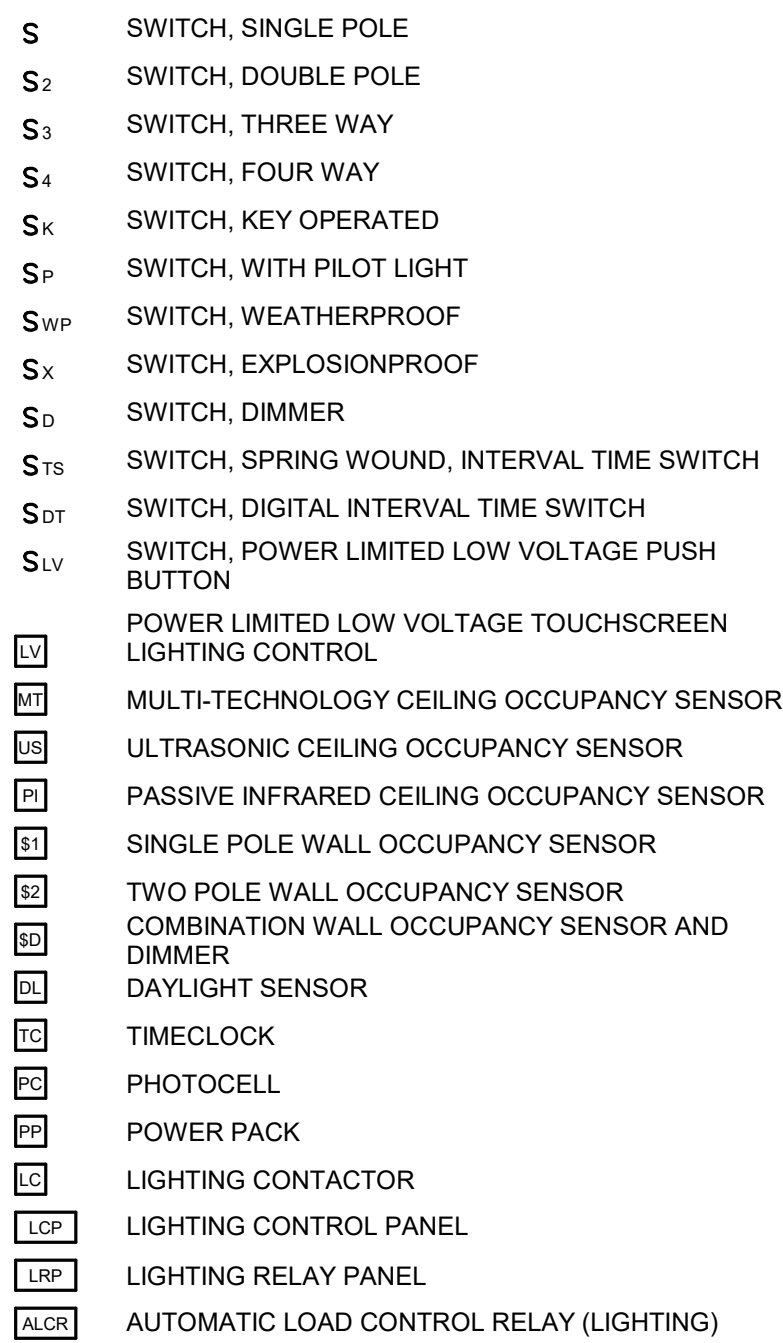 S SWITCH, SINGLE POLE
S2 SWITCH, DOUBLE POLE
S3 SWITCH, THREE WAY
S4 SWITCH, FOUR WAY
SK SWITCH, KEY OPERATED
SP SWITCH, WITH PILOT LIGHT
SWP SWITCH, WEATHERPROOF
SX SWITCH, EXPLOSIONPROOF
SD SWITCH, DIMMER
STS SWITCH, SPRING WOUND, INTERVAL TIME SWITCH
SDT SWITCH, DIGITAL INTERVAL TIME SWITCH
SLV SWITCH, POWER LIMITED LOW VOLTAGE PUSH
BUTTON
POWER LIMITED LOW VOLTAGE TOUCHSCREEN
LV LIGHTING CONTROL
MT MULTI-TECHNOLOGY CEILING OCCUPANCY SENSOR
US ULTRASONIC CEILING OCCUPANCY SENSOR
PI PASSIVE INFRARED CEILING OCCUPANCY SENSOR
$1 SINGLE POLE WALL OCCUPANCY SENSOR
$2 TWO POLE WALL OCCUPANCY SENSOR
$D COMBINATION WALL OCCUPANCY SENSOR AND
DIMMER
DL DAYLIGHT SENSOR
TC TIMECLOCK
PC PHOTOCELL
PP POWER PACK
LC LIGHTING CONTACTOR
LCP LIGHTING CONTROL PANEL
LRP LIGHTING RELAY PANEL
ALCR AUTOMATIC LOAD CONTROL RELAY (LIGHTING)